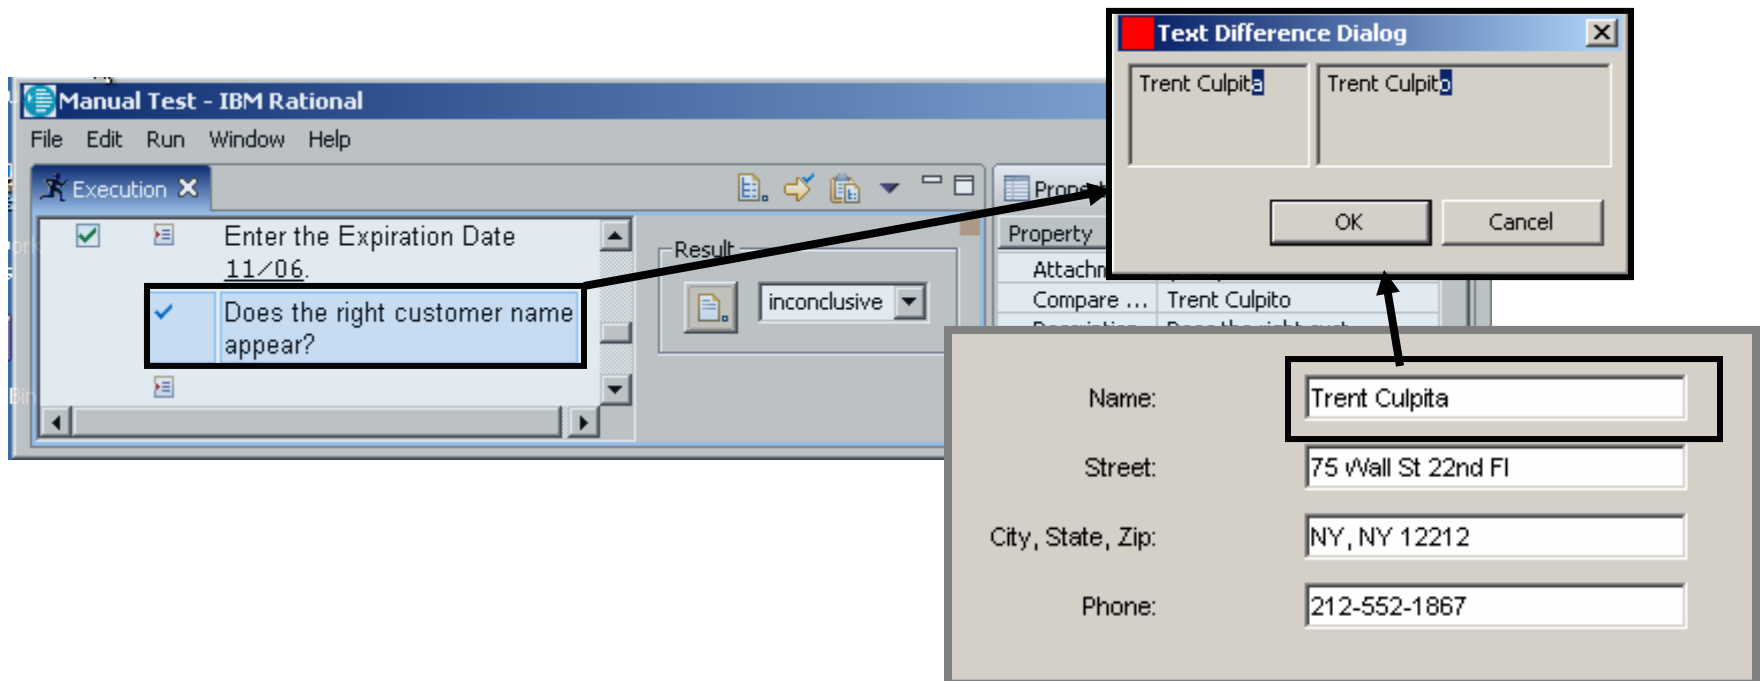 Text Difference Dialog
Trent Culpita
Trent Culpito
OK
Cancel
Manual Test - IBM Rational
File Edit Run Window Help
Execution
Enter the Expiration Date
11/06.
Does the right customer name
appear?
Result
inconclusive
Property
Compare ... Trent Culpito
Name: Trent Culpita
Street: 75 Wall St 22nd Fl
City, State, Zip: NY, NY 12212
Phone: 212-552-1867